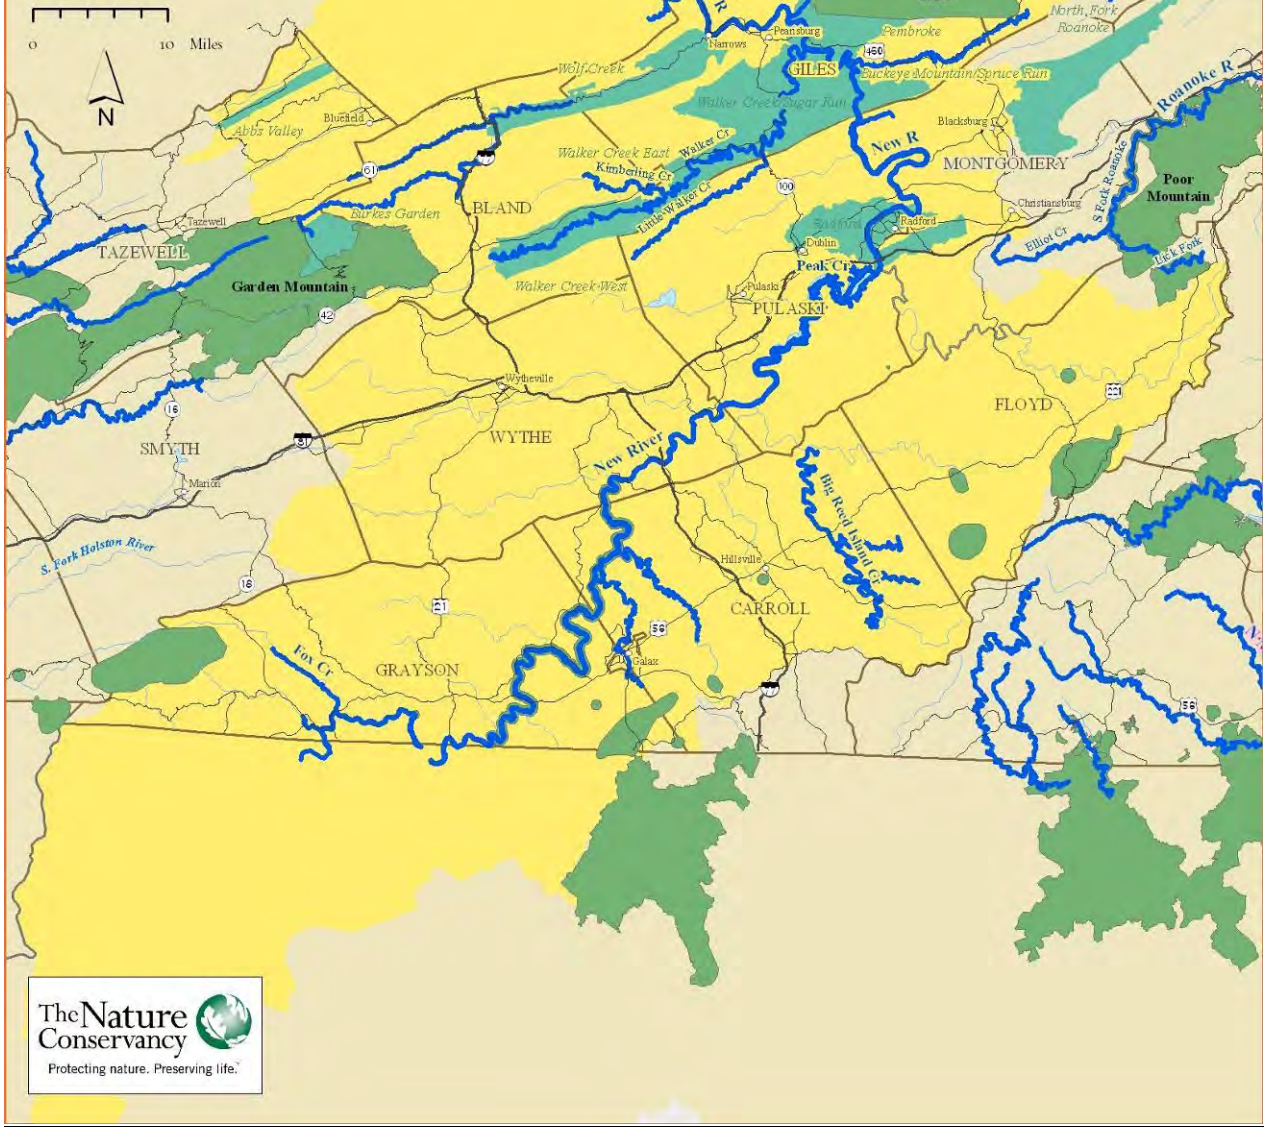 0 10 Miles
N
R
Narrows
Pearisburg
460
Pembroke
North Fork
Roanoke
GILES
Wolf Creek
Buckeye Mountain/Spruce Run
Walker Creek/Sugar Run
Roanoke R
Bluefield
Abbs Valley
Blacksburg
New R
MONTGOMERY
Walker Creek East
Walker Cr
Kimberling Cr
Little Walker Cr
S Fork Roanoke
Poor
Mountain
61
77
100
BLAND
Burkes Garden
Tazewell
TAZEWELL
Christiansburg
Radford
Radford
Dublin
Elliot Cr
Lick Fork
Peak Cr
Garden Mountain
Walker Creek West
Pulaski
PULASKI
42
Wytheville
221
16
FLOYD
81
SMYTH
WYTHE
New River
Marion
Big Reed Island Cr
S. Fork Holston River
Hillsville
16
21
CARROLL
58
Fox Cr
GRAYSON
Galax
77
58
The Nature
Conservancy
Protecting nature. Preserving life.™